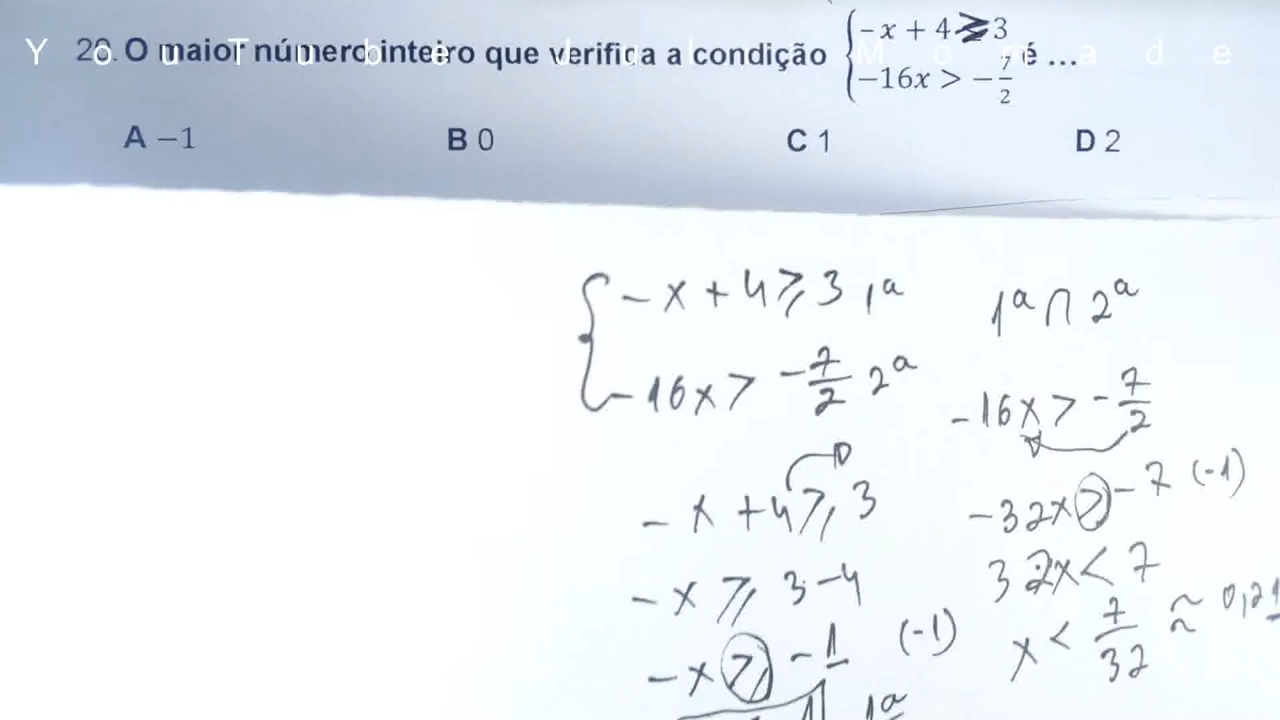 20. O maior número inteiro que verifica a condição { -x + 4 ≥ 3
-16x > -7/2 é ...
A -1 B 0 C 1 D 2
{ -x + 4 ≥ 3 1ª
-16x > -7/2 2ª
-x + 4 ≥ 3
-x ≥ 3-4
-x ≥ -1 (-1)
1ª
1ª ∩ 2ª
-16x > -7/2
-32x > -7 (-1)
32x < 7
x < 7/32 ≈ 0,21